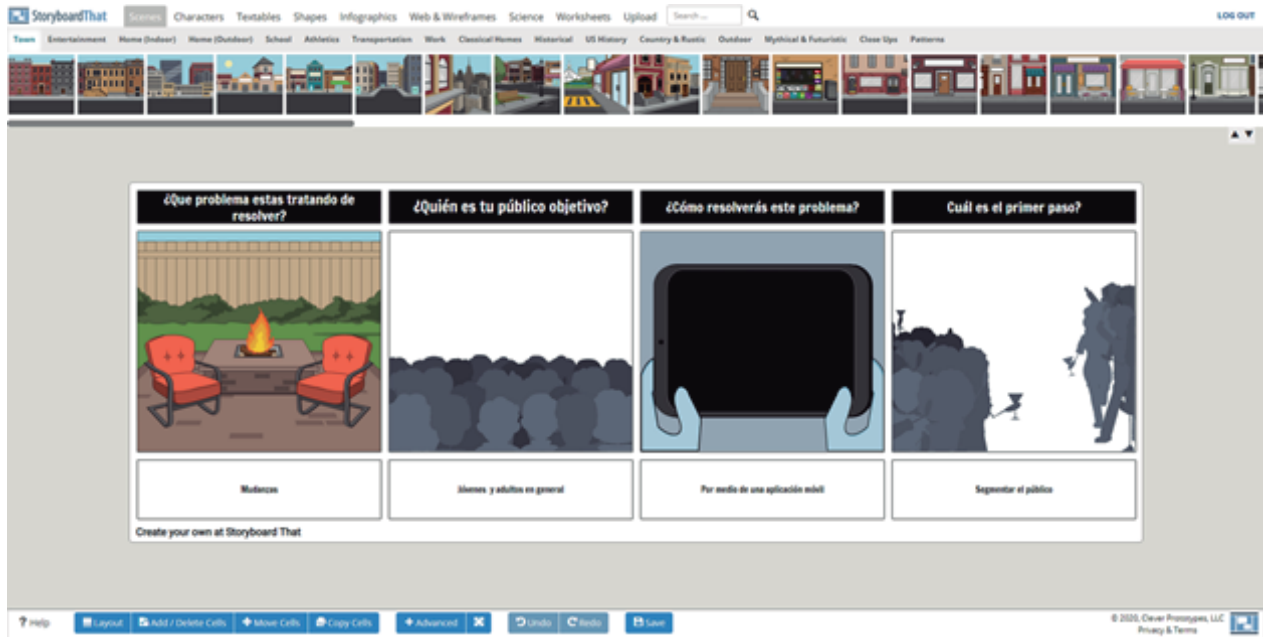 StoryboardThat Scenes Characters Textables Shapes Infographics Web & Wireframes Science Worksheets Upload Search ... LOG OUT
Town Entertainment Home (Indoor) Home (Outdoor) School Athletics Transportation Work Classical Homes Historical US History Country & Rustic Outdoor Mythical & Futuristic Close Ups Patterns
¿Que problema estas tratando de
resolver?
¿Quién es tu público objetivo?
¿Cómo resolverás este problema?
Cuál es el primer paso?
Mudanzas
Jóvenes y adultos en general
Por medio de una aplicación móvil
Segmentar el público
Create your own at Storyboard That
? Help Layout Add / Delete Cells Move Cells Copy Cells Advanced Undo Redo Save
© 2020, Clever Prototypes, LLC
Privacy & Terms